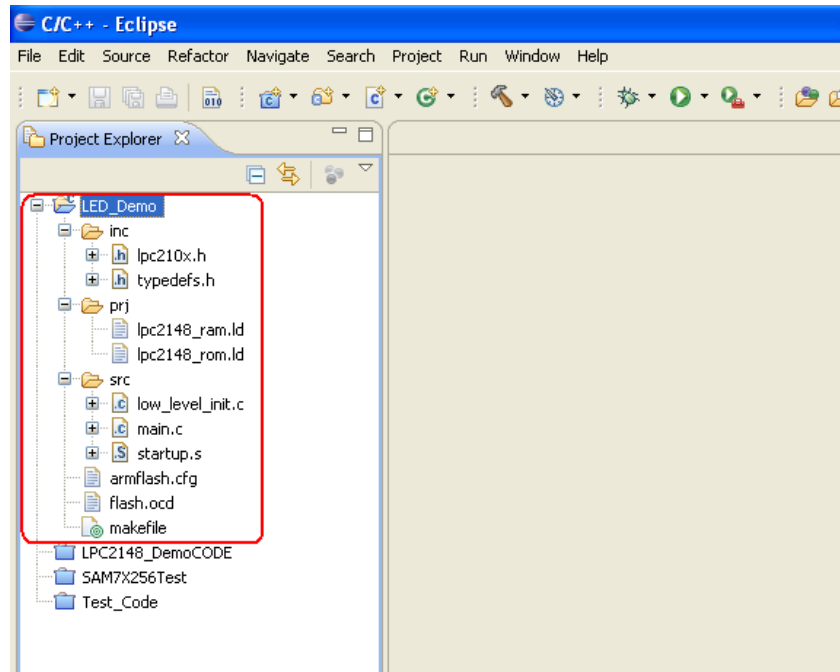 C/C++ - Eclipse
File Edit Source Refactor Navigate Search Project Run Window Help
010
Project Explorer
LED_Demo
inc
lpc210x.h
typedefs.h
prj
lpc2148_ram.ld
lpc2148_rom.ld
src
low_level_init.c
main.c
startup.s
armflash.cfg
flash.ocd
makefile
LPC2148_DemoCODE
SAM7X256Test
Test_Code